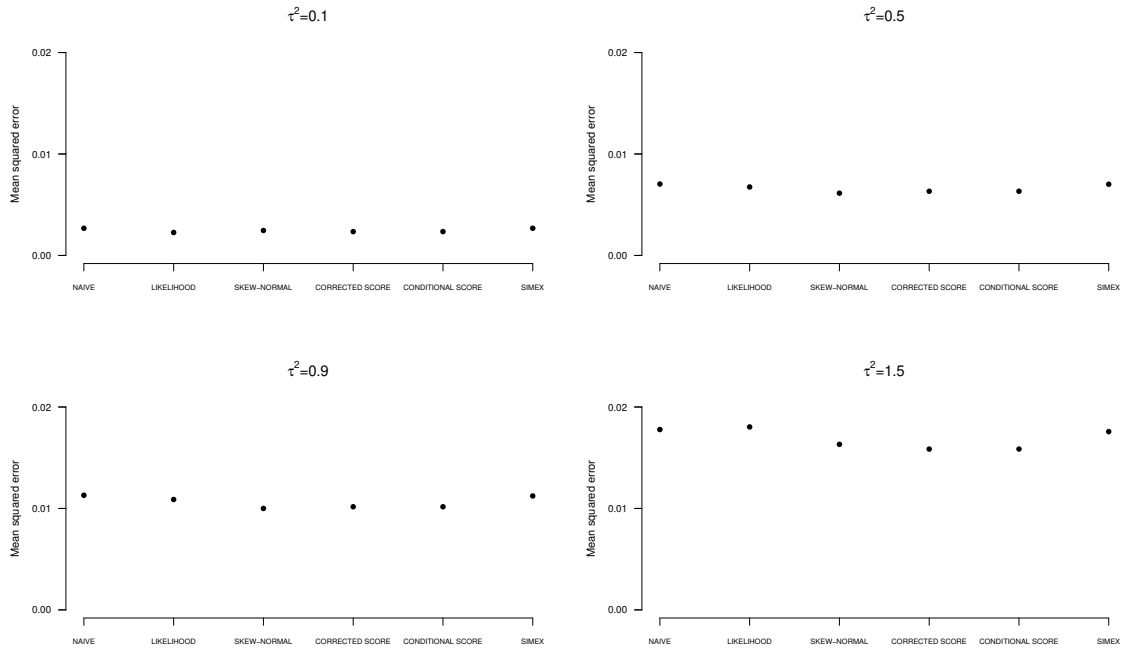 τ²=0.1
Mean squared error
0.02
0.01
0.00
NAIVE LIKELIHOOD SKEW−NORMAL CORRECTED SCORE CONDITIONAL SCORE SIMEX
τ²=0.5
Mean squared error
0.02
0.01
0.00
NAIVE LIKELIHOOD SKEW−NORMAL CORRECTED SCORE CONDITIONAL SCORE SIMEX
τ²=0.9
Mean squared error
0.02
0.01
0.00
NAIVE LIKELIHOOD SKEW−NORMAL CORRECTED SCORE CONDITIONAL SCORE SIMEX
τ²=1.5
Mean squared error
0.02
0.01
0.00
NAIVE LIKELIHOOD SKEW−NORMAL CORRECTED SCORE CONDITIONAL SCORE SIMEX